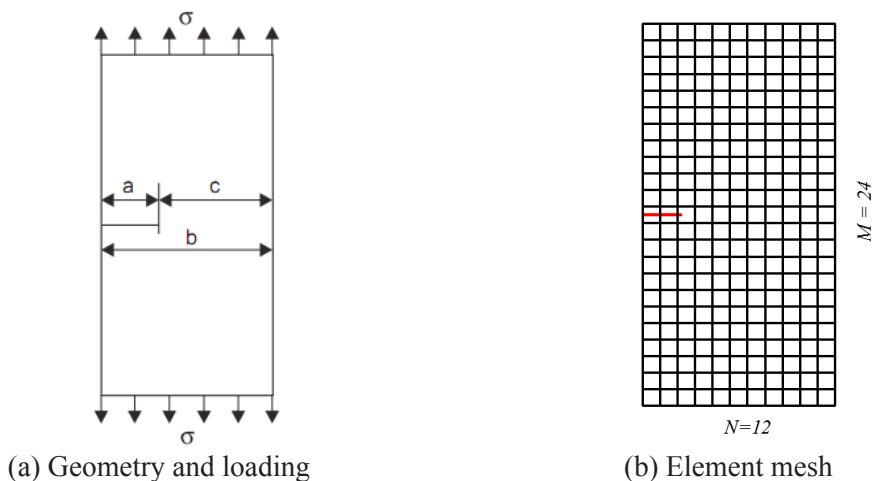 σ
a
c
b
σ
(a) Geometry and loading
M = 24
N=12
(b) Element mesh